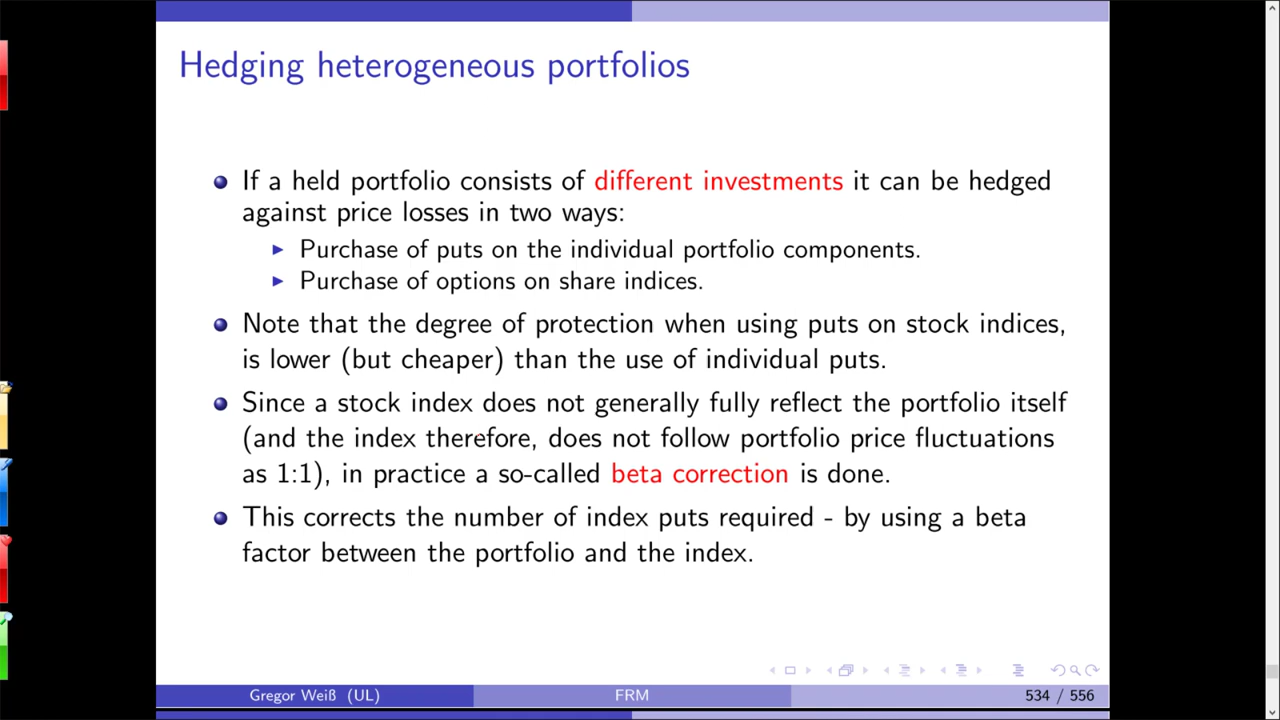 Hedging heterogeneous portfolios
If a held portfolio consists of different investments it can be hedged
against price losses in two ways:
Purchase of puts on the individual portfolio components.
Purchase of options on share indices.
Note that the degree of protection when using puts on stock indices,
is lower (but cheaper) than the use of individual puts.
Since a stock index does not generally fully reflect the portfolio itself
(and the index therefore, does not follow portfolio price fluctuations
as 1:1), in practice a so-called beta correction is done.
This corrects the number of index puts required - by using a beta
factor between the portfolio and the index.
Gregor Weiß (UL)
FRM
534 / 556